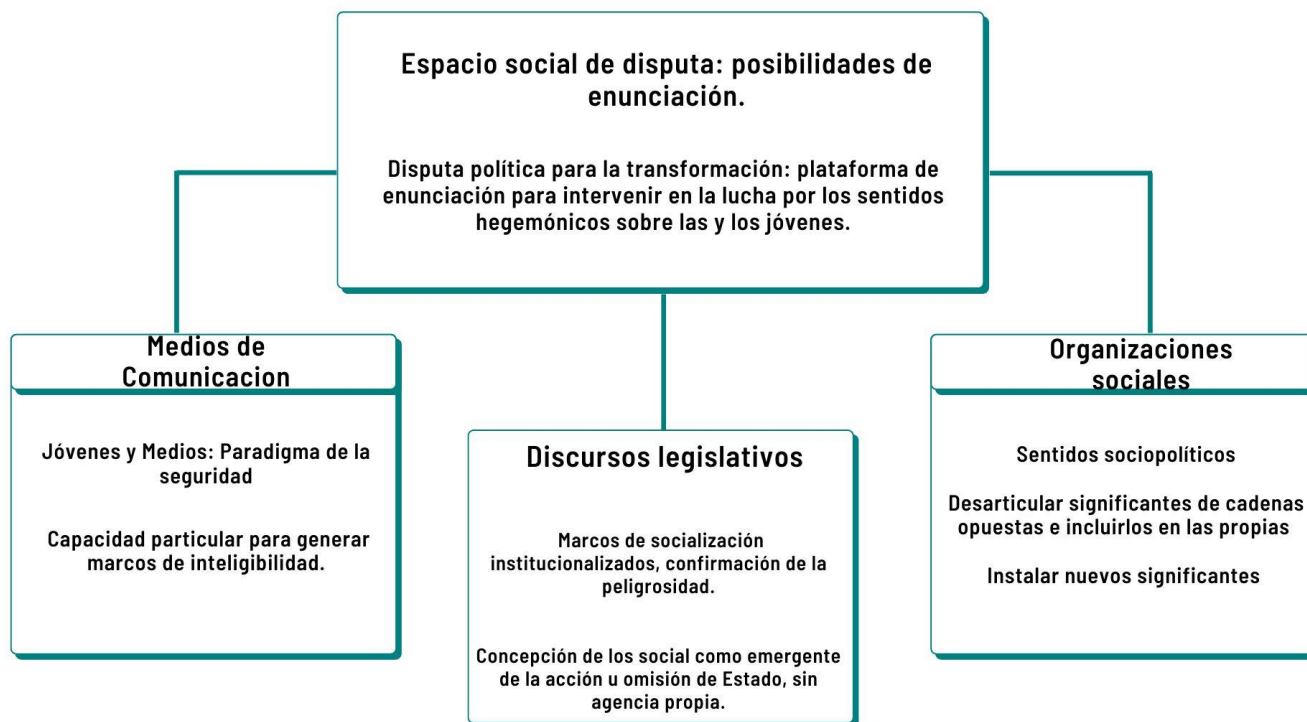 Espacio social de disputa: posibilidades de
enunciación.
Disputa política para la transformación: plataforma de
enunciación para intervenir en la lucha por los sentidos
hegemónicos sobre las y los jóvenes.
Medios de
Comunicacion
Jóvenes y Medios: Paradigma de la
seguridad
Capacidad particular para generar
marcos de inteligibilidad.
Discursos legislativos
Marcos de socialización
institucionalizados, confirmación de la
peligrosidad.
Concepción de los social como emergente
de la acción u omisión de Estado, sin
agencia propia.
Organizaciones
sociales
Sentidos sociopolíticos
Desarticular significantes de cadenas
opuestas e incluirlos en las propias
Instalar nuevos significantes